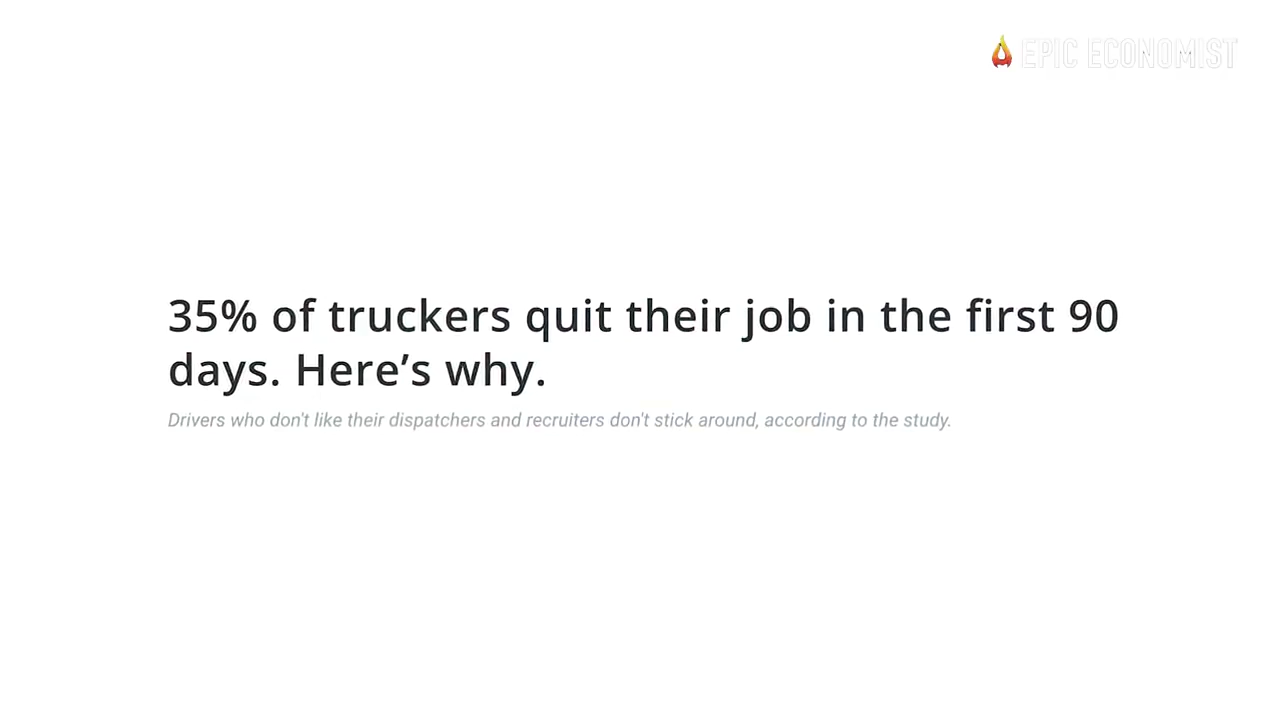 EPIC ECONOMIST
35% of truckers quit their job in the first 90
days. Here’s why.
Drivers who don't like their dispatchers and recruiters don't stick around, according to the study.